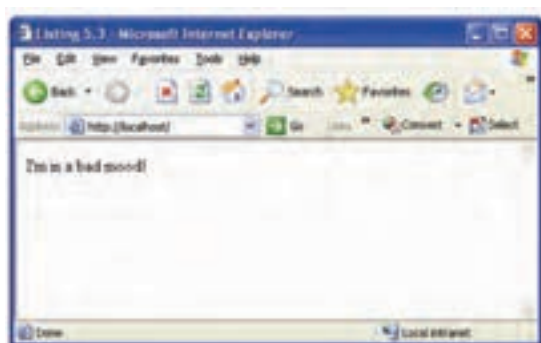 Listing 5.3 - Microsoft Internet Explorer
File Edit View Favorites Tools Help
Back Search Favorites
Address http://localhost/ Go Links Convert Select
I'm in a bad mood!
Done Local intranet